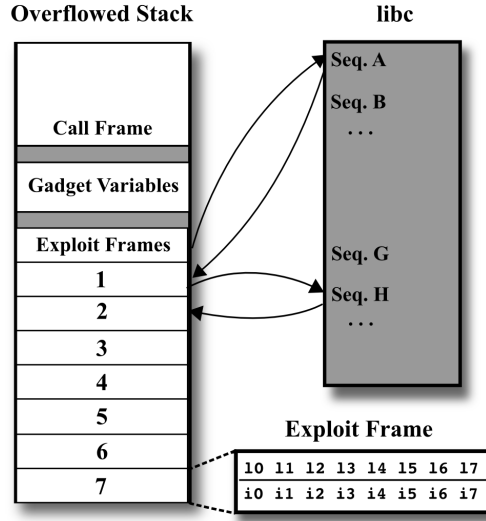 Overflowed Stack
libc
Call Frame
Gadget Variables
Exploit Frames
1
2
3
4
5
6
7
Seq. A
Seq. B
...
Seq. G
Seq. H
...
Exploit Frame
l0 l1 l2 l3 l4 l5 l6 l7
i0 i1 i2 i3 i4 i5 i6 i7